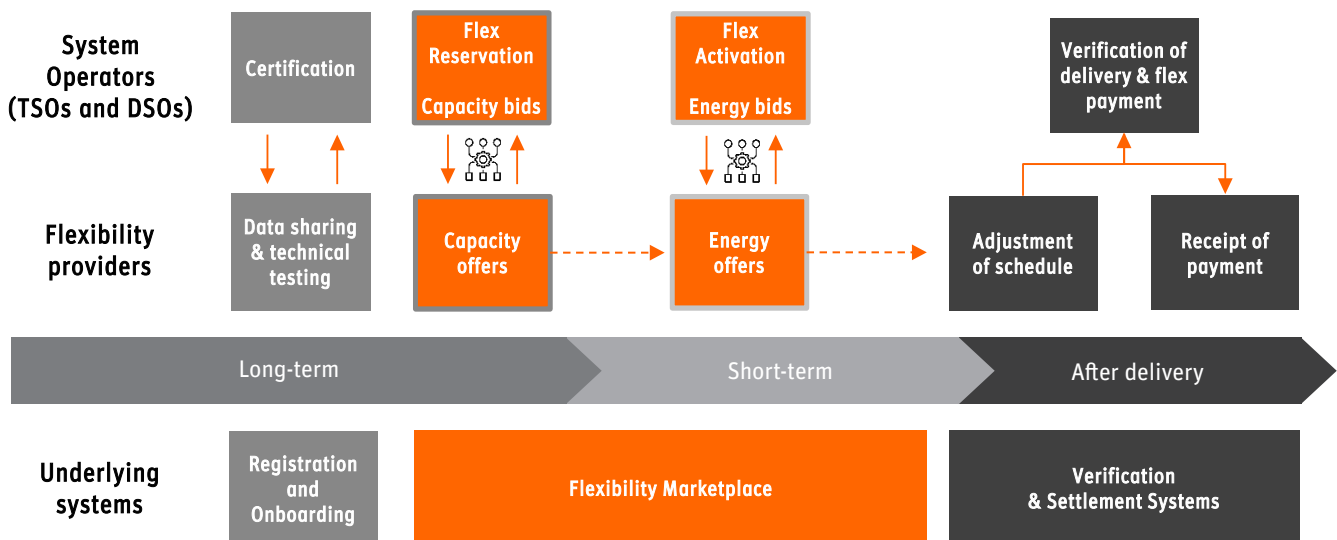 System
Operators
(TSOs and DSOs)
Certification
Flex
Reservation
Capacity bids
Flex
Activation
Energy bids
Verification of
delivery & flex
payment
Flexibility
providers
Data sharing
& technical
testing
Capacity
offers
Energy
offers
Adjustment
of schedule
Receipt of
payment
Long-term
Short-term
After delivery
Underlying
systems
Registration
and
Onboarding
Flexibility Marketplace
Verification
& Settlement Systems